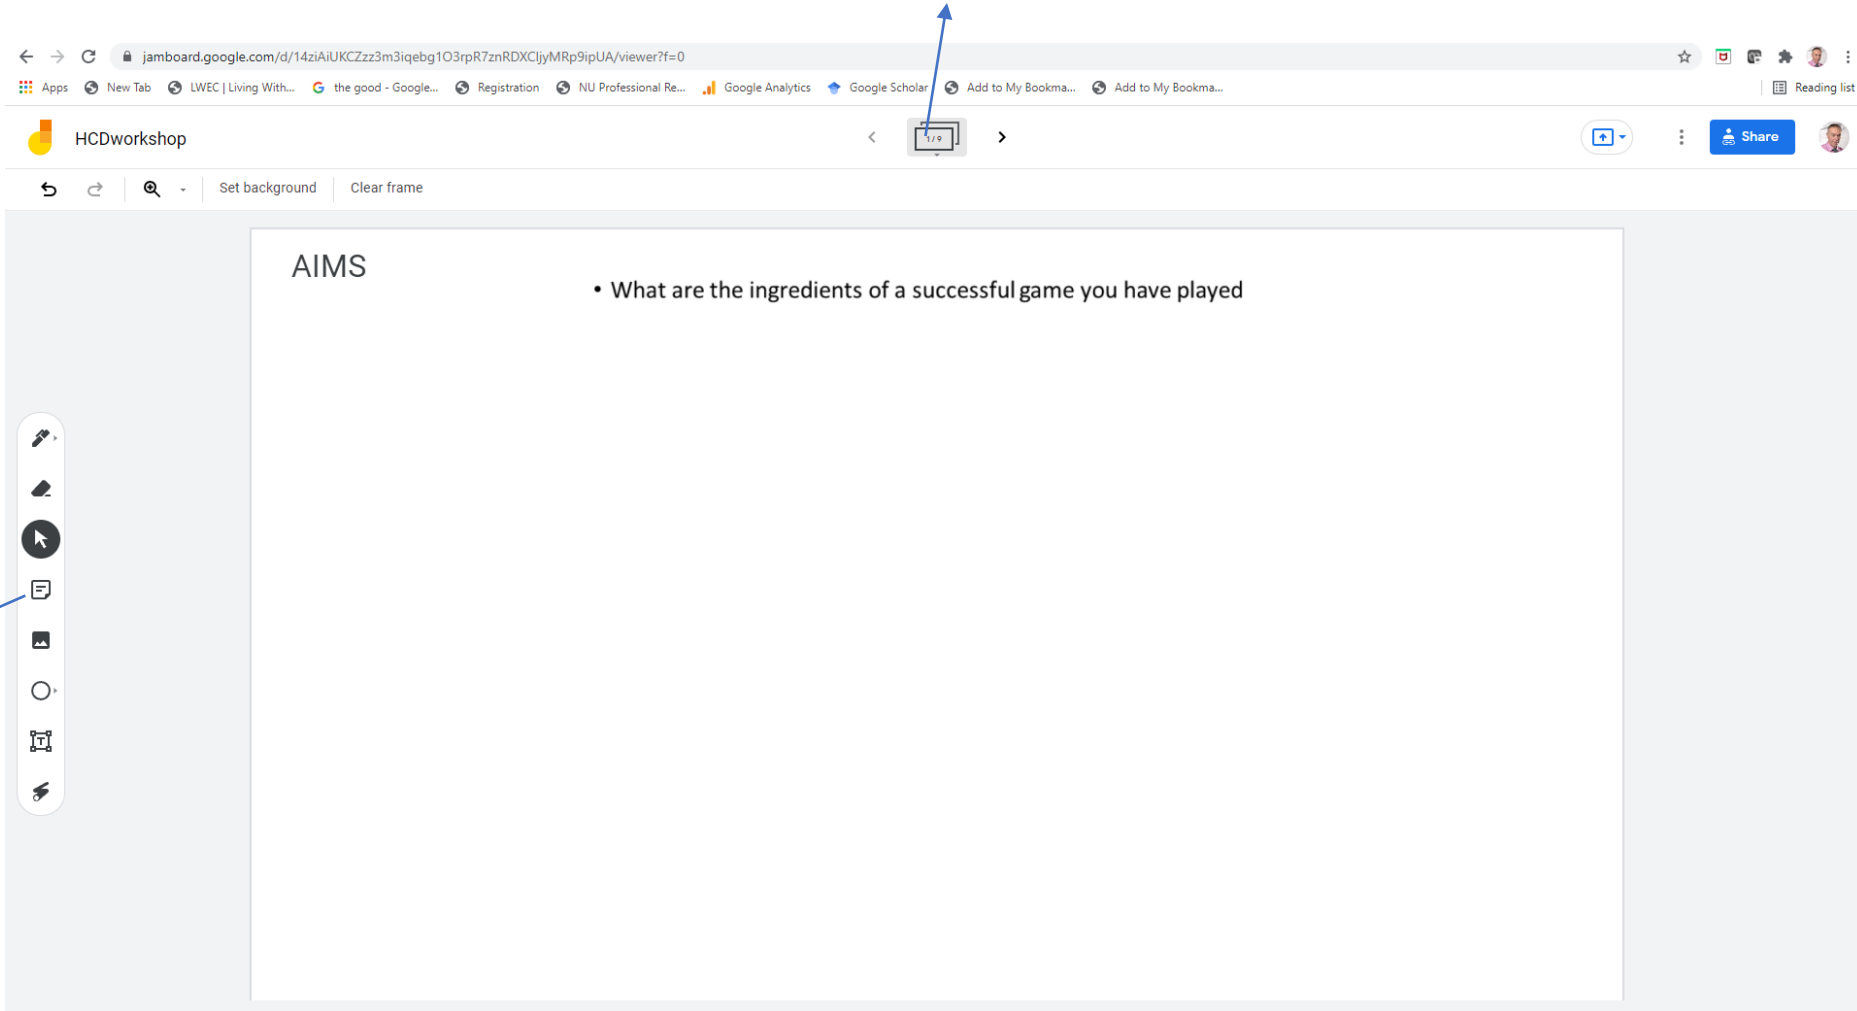 jamboard.google.com/d/14ziAiUKCZzz3m3iqebg1O3rpR7znRDXCljyMRp9ipUA/viewer?f=0
Apps New Tab LWEC | Living With... the good - Google... Registration NU Professional Re... Google Analytics Google Scholar Add to My Bookma... Add to My Bookma... Reading list
HCDworkshop 1/9 Share
Set background Clear frame
AIMS
• What are the ingredients of a successful game you have played